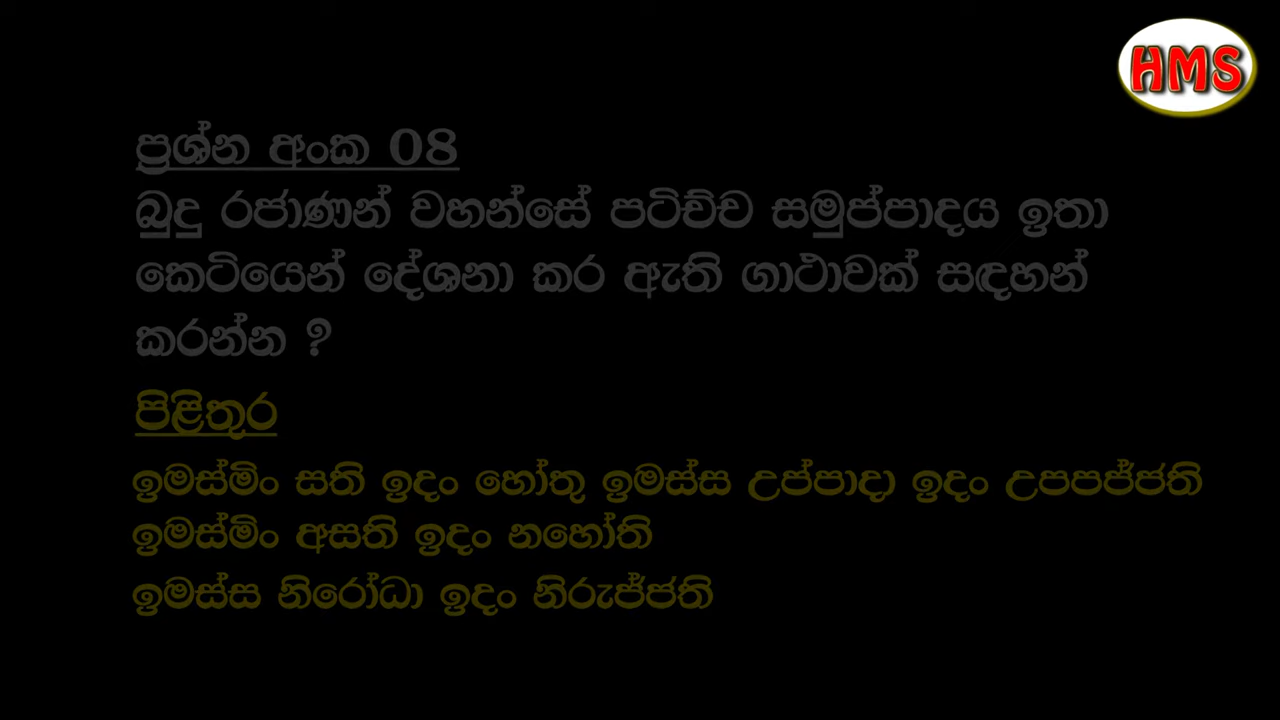 HMS
ප්‍රශ්න අංක 08
බුදු රජාණන් වහන්සේ පටිච්ච සමුප්පාදය ඉතා
කෙටියෙන් දේශනා කර ඇති ගාථාවක් සඳහන්
කරන්න ?
පිළිතුර
ඉමස්මිං සති ඉදං හෝතු ඉමස්ස උප්පාදා ඉදං උපපජ්ජති
ඉමස්මිං අසති ඉදං නහෝති
ඉමස්ස නිරෝධා ඉදං නිරුජ්ජති